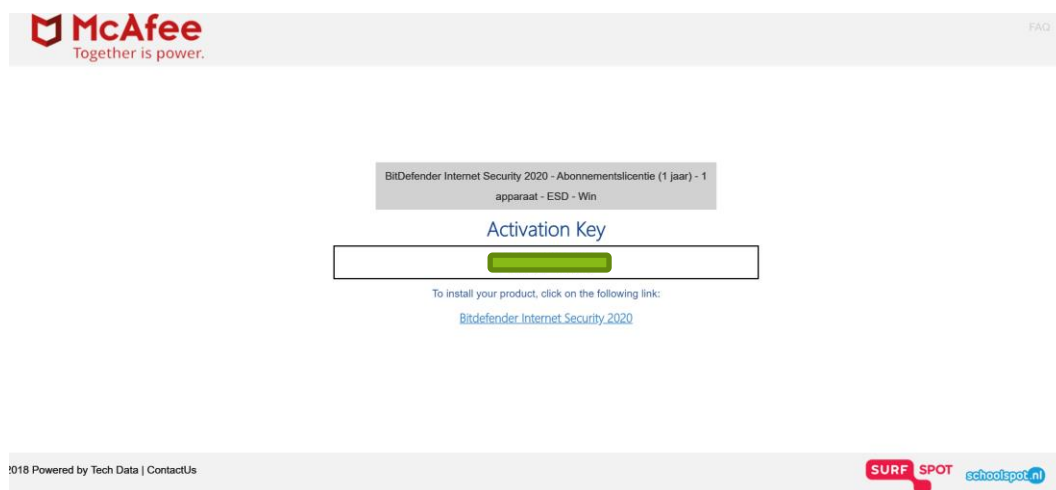 McAfee
Together is power.
FAQ
BitDefender Internet Security 2020 - Abonnementslicentie (1 jaar) - 1
apparaat - ESD - Win
Activation Key
To install your product, click on the following link:
Bitdefender Internet Security 2020
2018 Powered by Tech Data | ContactUs
SURF SPOT
schoolspot.nl